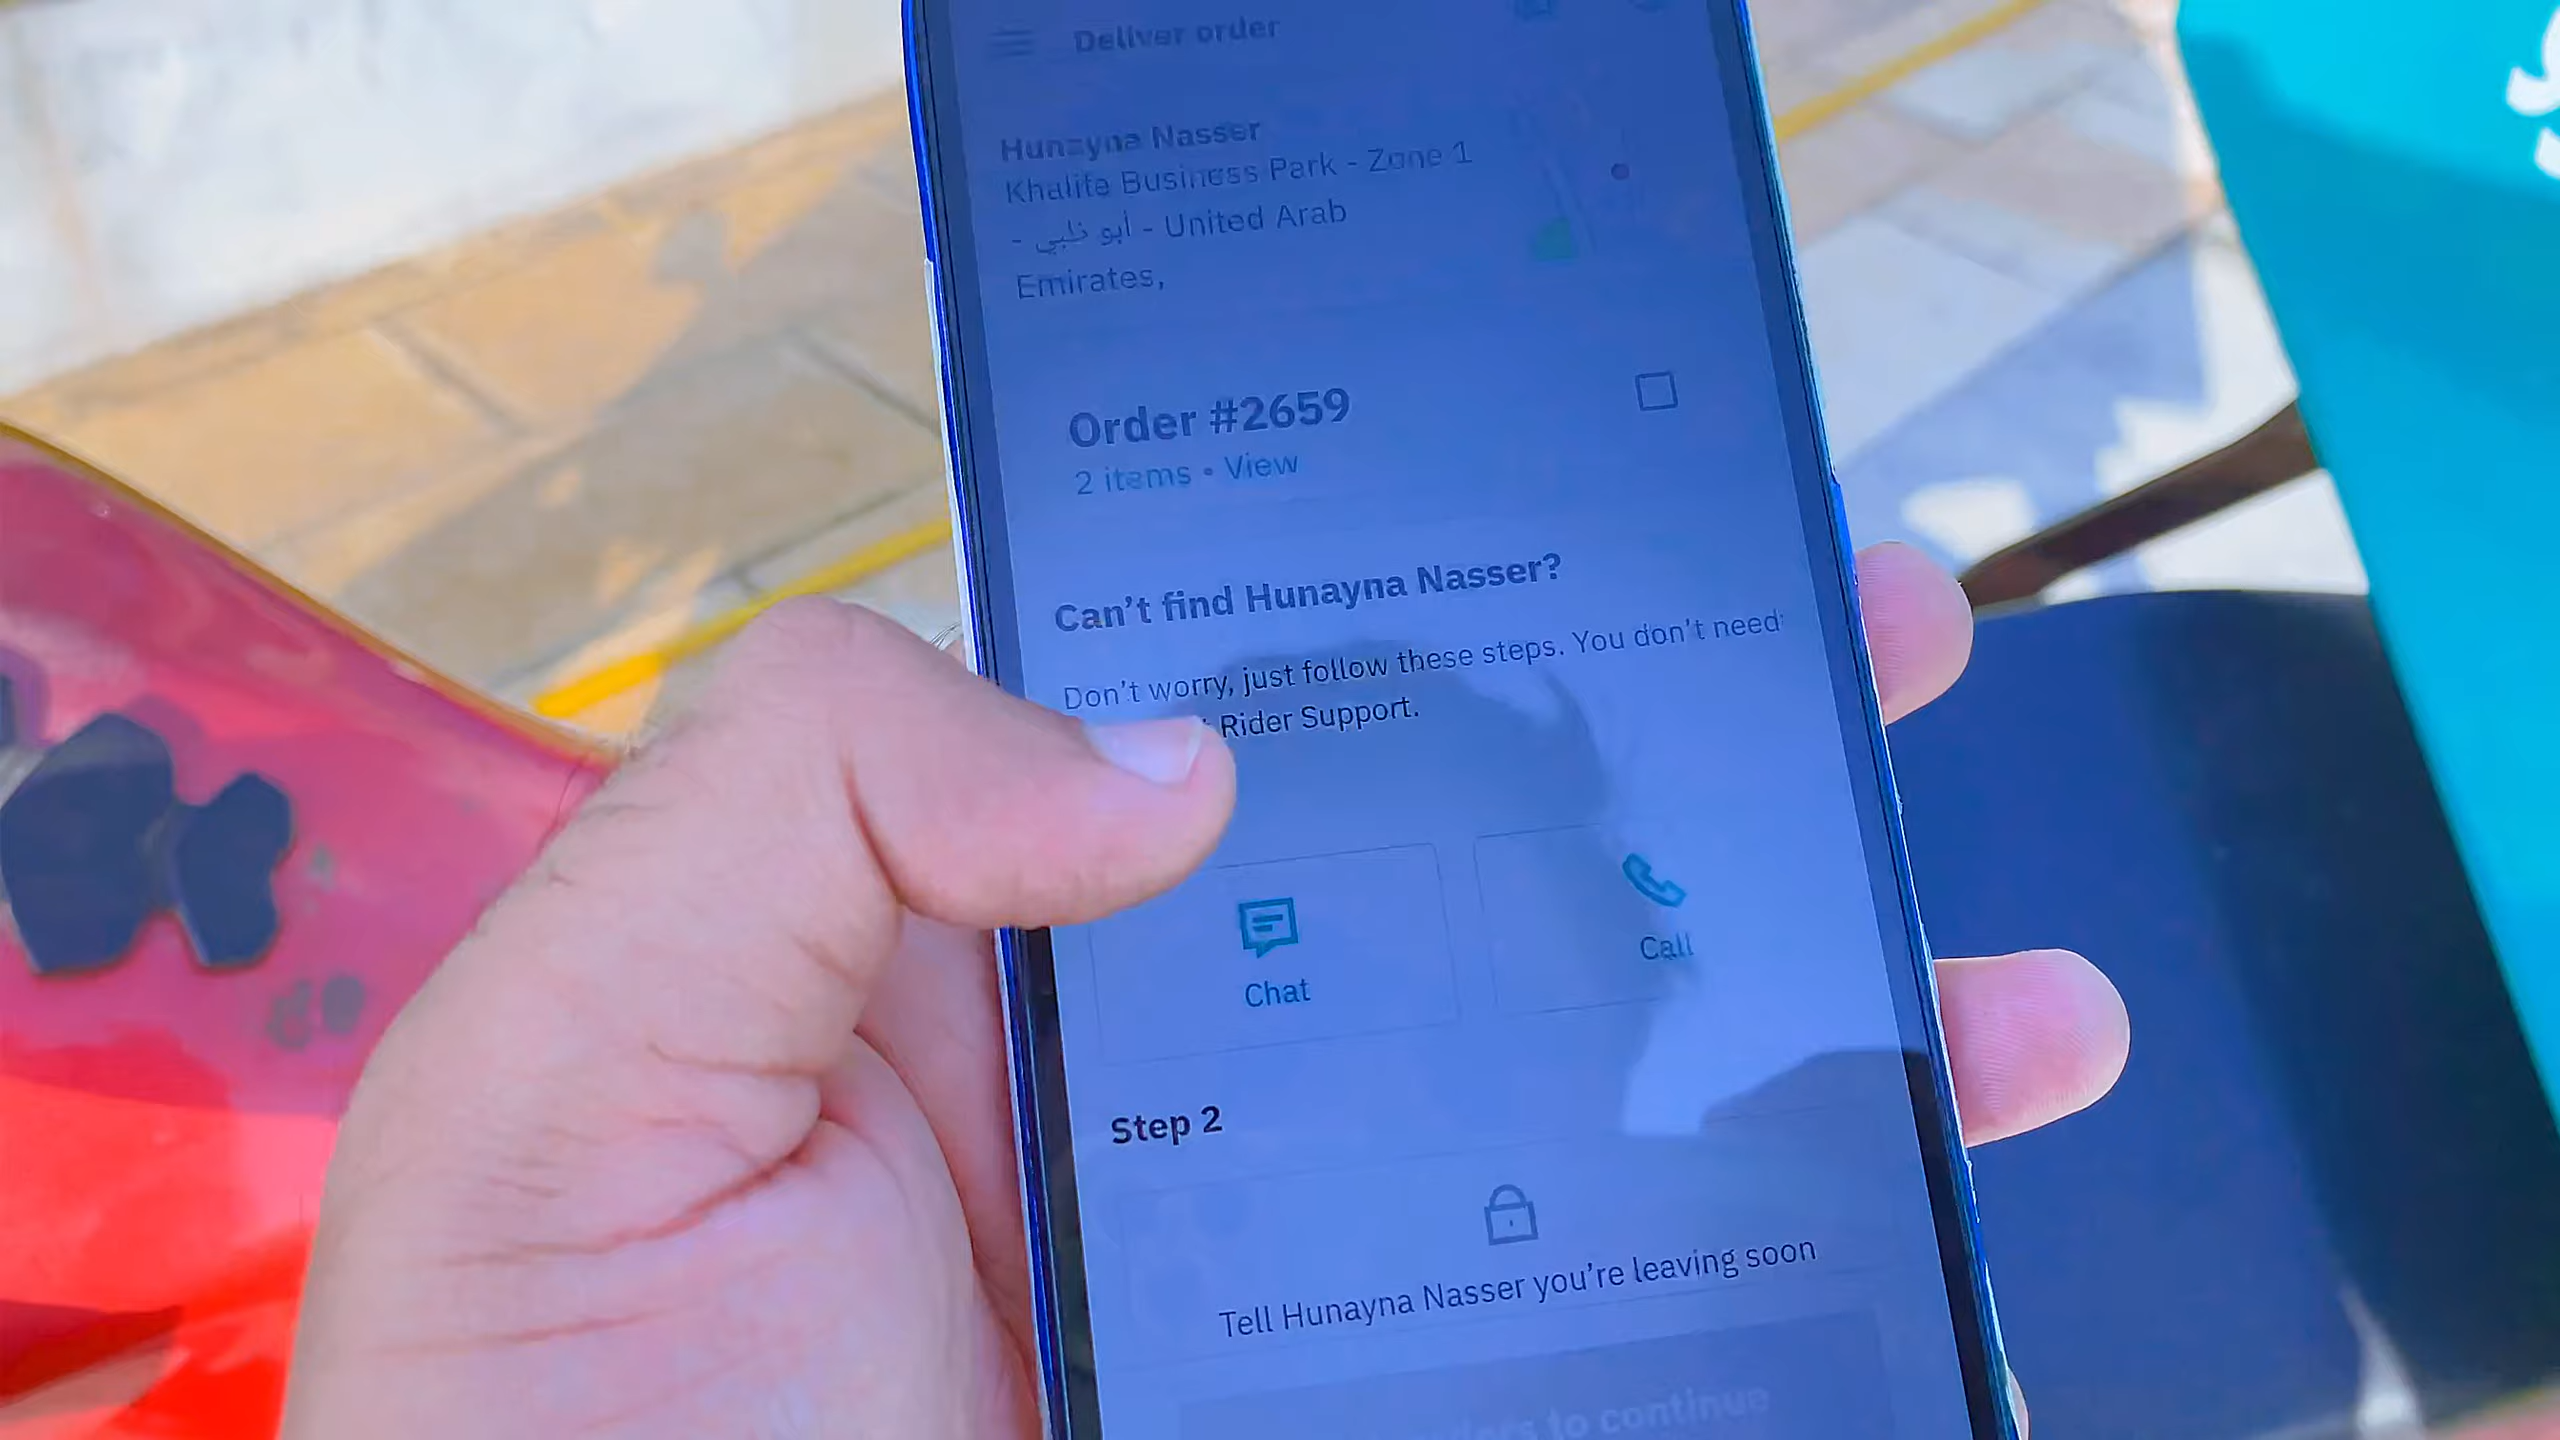 Deliver order
Hunayna Nasser
Khalifa Business Park - Zone 1
- أبو ظبي - United Arab
Emirates,
Order #2659
2 items • View
Can't find Hunayna Nasser?
Don't worry, just follow these steps. You don't need
Rider Support.
Chat
Call
Step 2
Tell Hunayna Nasser you're leaving soon
to continue